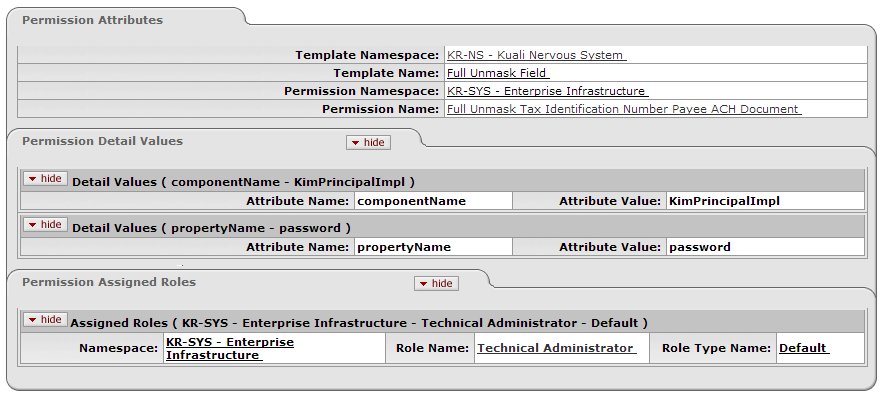 Permission Attributes
Template Namespace: KR-NS - Kuali Nervous System
Template Name: Full Unmask Field
Permission Namespace: KR-SYS - Enterprise Infrastructure
Permission Name: Full Unmask Tax Identification Number Payee ACH Document
Permission Detail Values hide
hide Detail Values ( componentName - KimPrincipalImpl )
Attribute Name: componentName Attribute Value: KimPrincipalImpl
hide Detail Values ( propertyName - password )
Attribute Name: propertyName Attribute Value: password
Permission Assigned Roles hide
hide Assigned Roles ( KR-SYS - Enterprise Infrastructure - Technical Administrator - Default )
Namespace: KR-SYS - Enterprise Infrastructure Role Name: Technical Administrator Role Type Name: Default